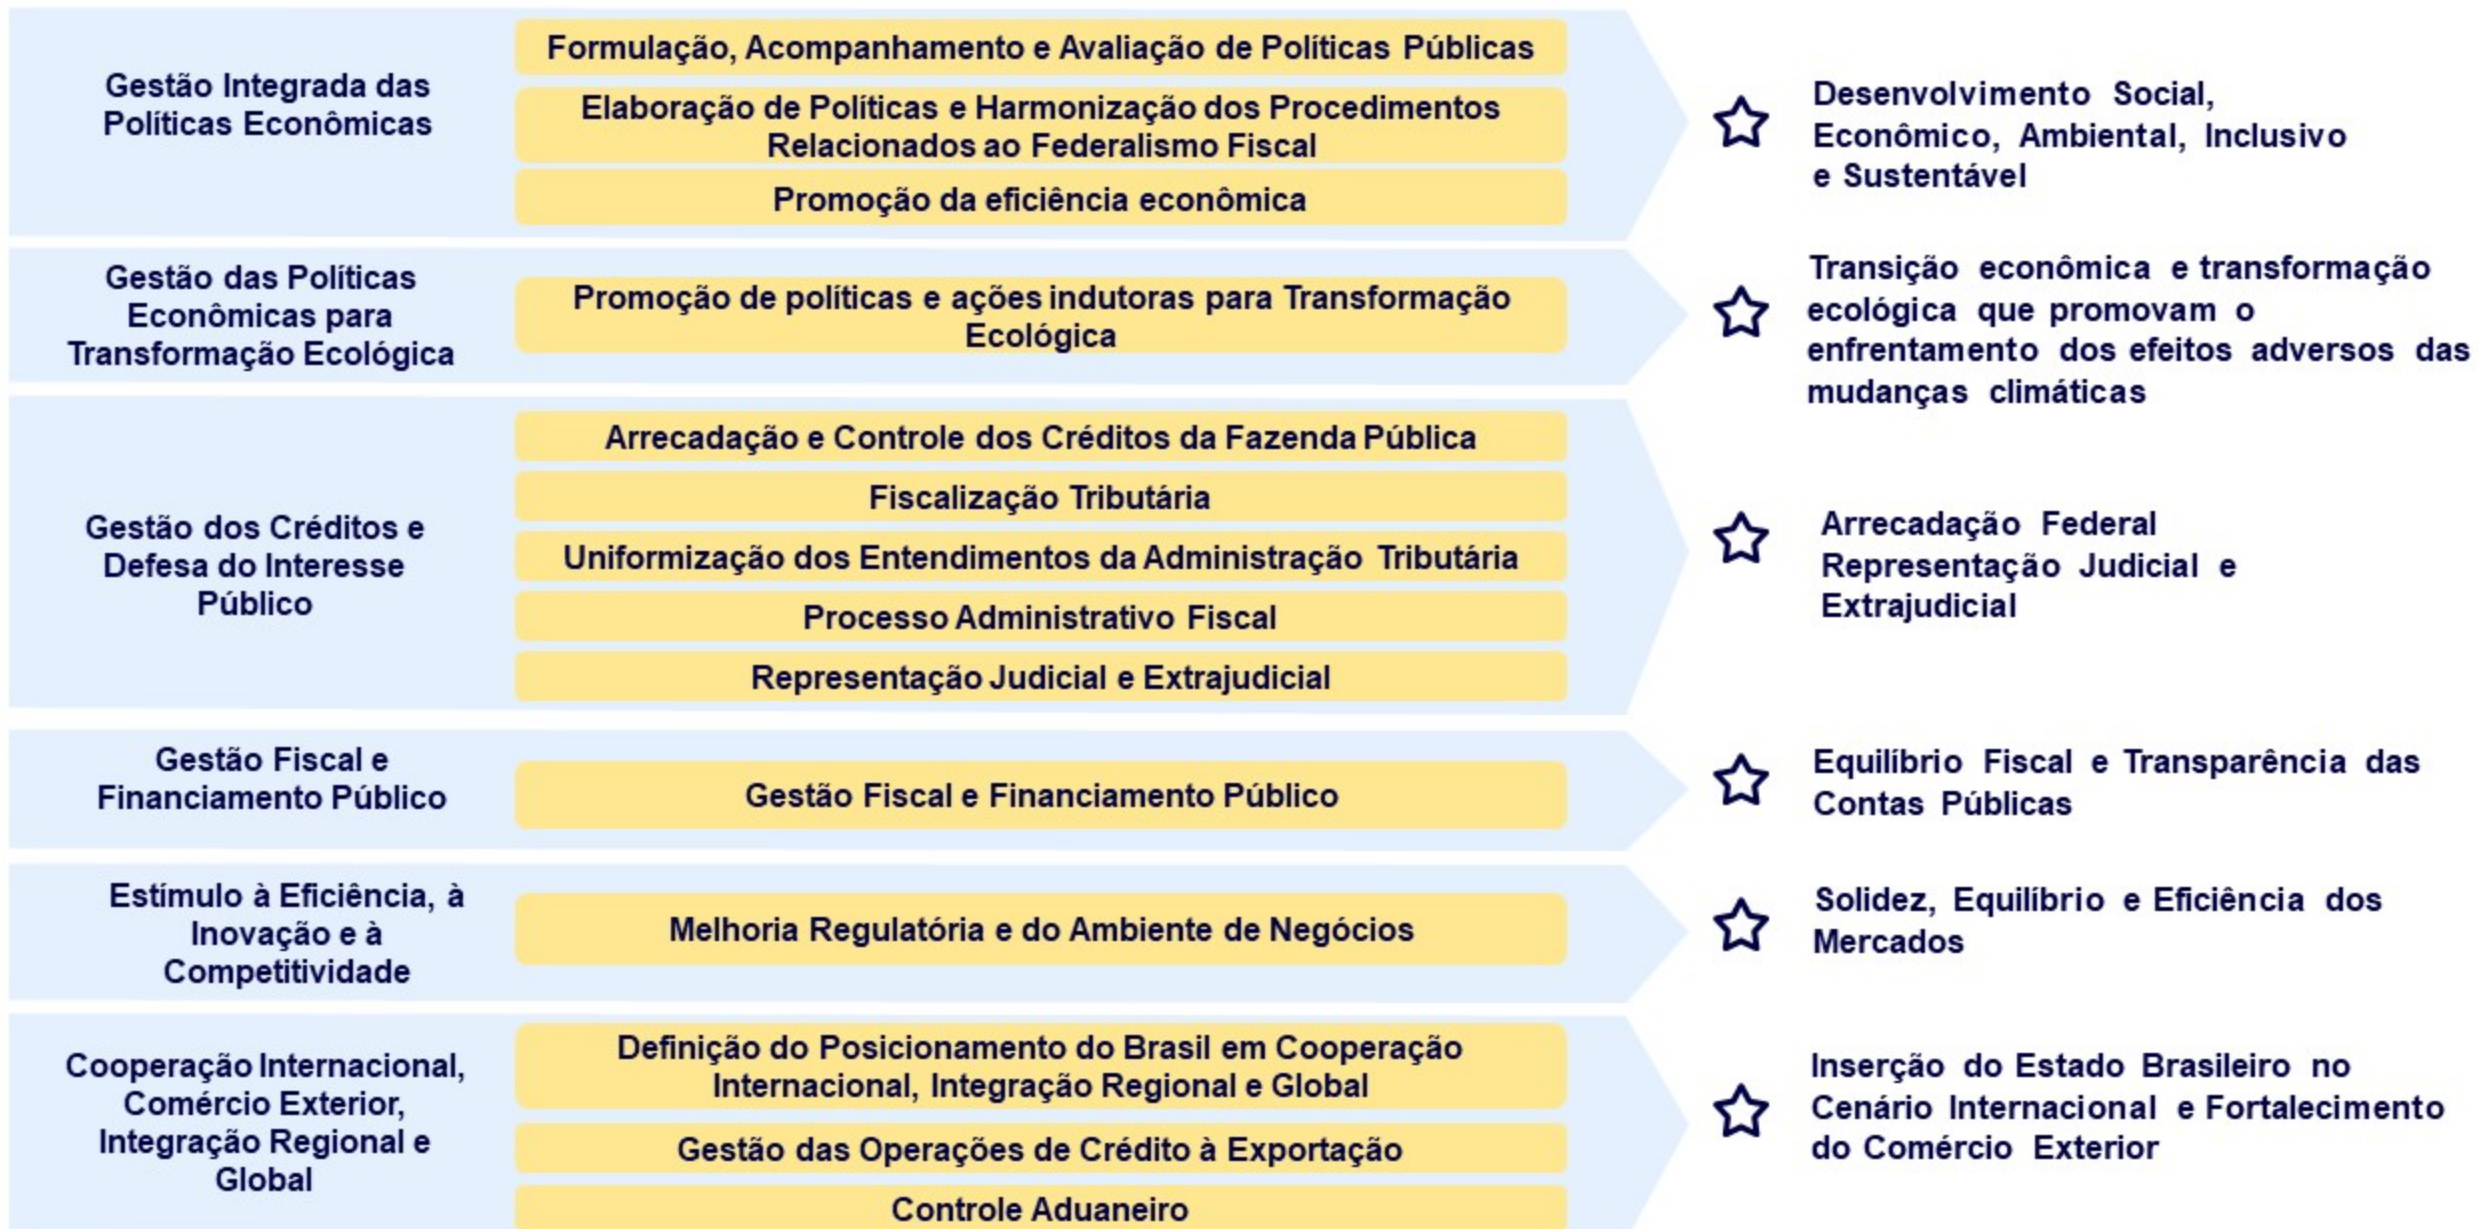 Gestão Integrada das
Políticas Econômicas
Formulação, Acompanhamento e Avaliação de Políticas Públicas
Elaboração de Políticas e Harmonização dos Procedimentos
Relacionados ao Federalismo Fiscal
Promoção da eficiência econômica
Desenvolvimento Social,
Econômico, Ambiental, Inclusivo
e Sustentável
Gestão das Políticas
Econômicas para
Transformação Ecológica
Promoção de políticas e ações indutoras para Transformação
Ecológica
Transição econômica e transformação
ecológica que promovam o
enfrentamento dos efeitos adversos das
mudanças climáticas
Gestão dos Créditos e
Defesa do Interesse
Público
Arrecadação e Controle dos Créditos da Fazenda Pública
Fiscalização Tributária
Uniformização dos Entendimentos da Administração Tributária
Processo Administrativo Fiscal
Representação Judicial e Extrajudicial
Arrecadação Federal
Representação Judicial e
Extrajudicial
Gestão Fiscal e
Financiamento Público
Gestão Fiscal e Financiamento Público
Equilíbrio Fiscal e Transparência das
Contas Públicas
Estímulo à Eficiência, à
Inovação e à
Competitividade
Melhoria Regulatória e do Ambiente de Negócios
Solidez, Equilíbrio e Eficiência dos
Mercados
Cooperação Internacional,
Comércio Exterior,
Integração Regional e
Global
Definição do Posicionamento do Brasil em Cooperação
Internacional, Integração Regional e Global
Gestão das Operações de Crédito à Exportação
Controle Aduaneiro
Inserção do Estado Brasileiro no
Cenário Internacional e Fortalecimento
do Comércio Exterior